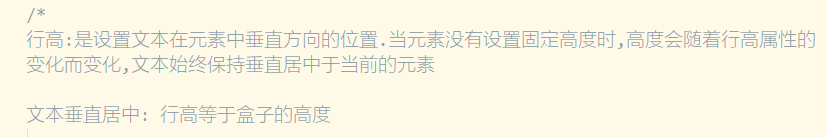 /*
行高:是设置文本在元素中垂直方向的位置.当元素没有设置固定高度时,高度会随着行高属性的
变化而变化,文本始终保持垂直居中于当前的元素
文本垂直居中: 行高等于盒子的高度